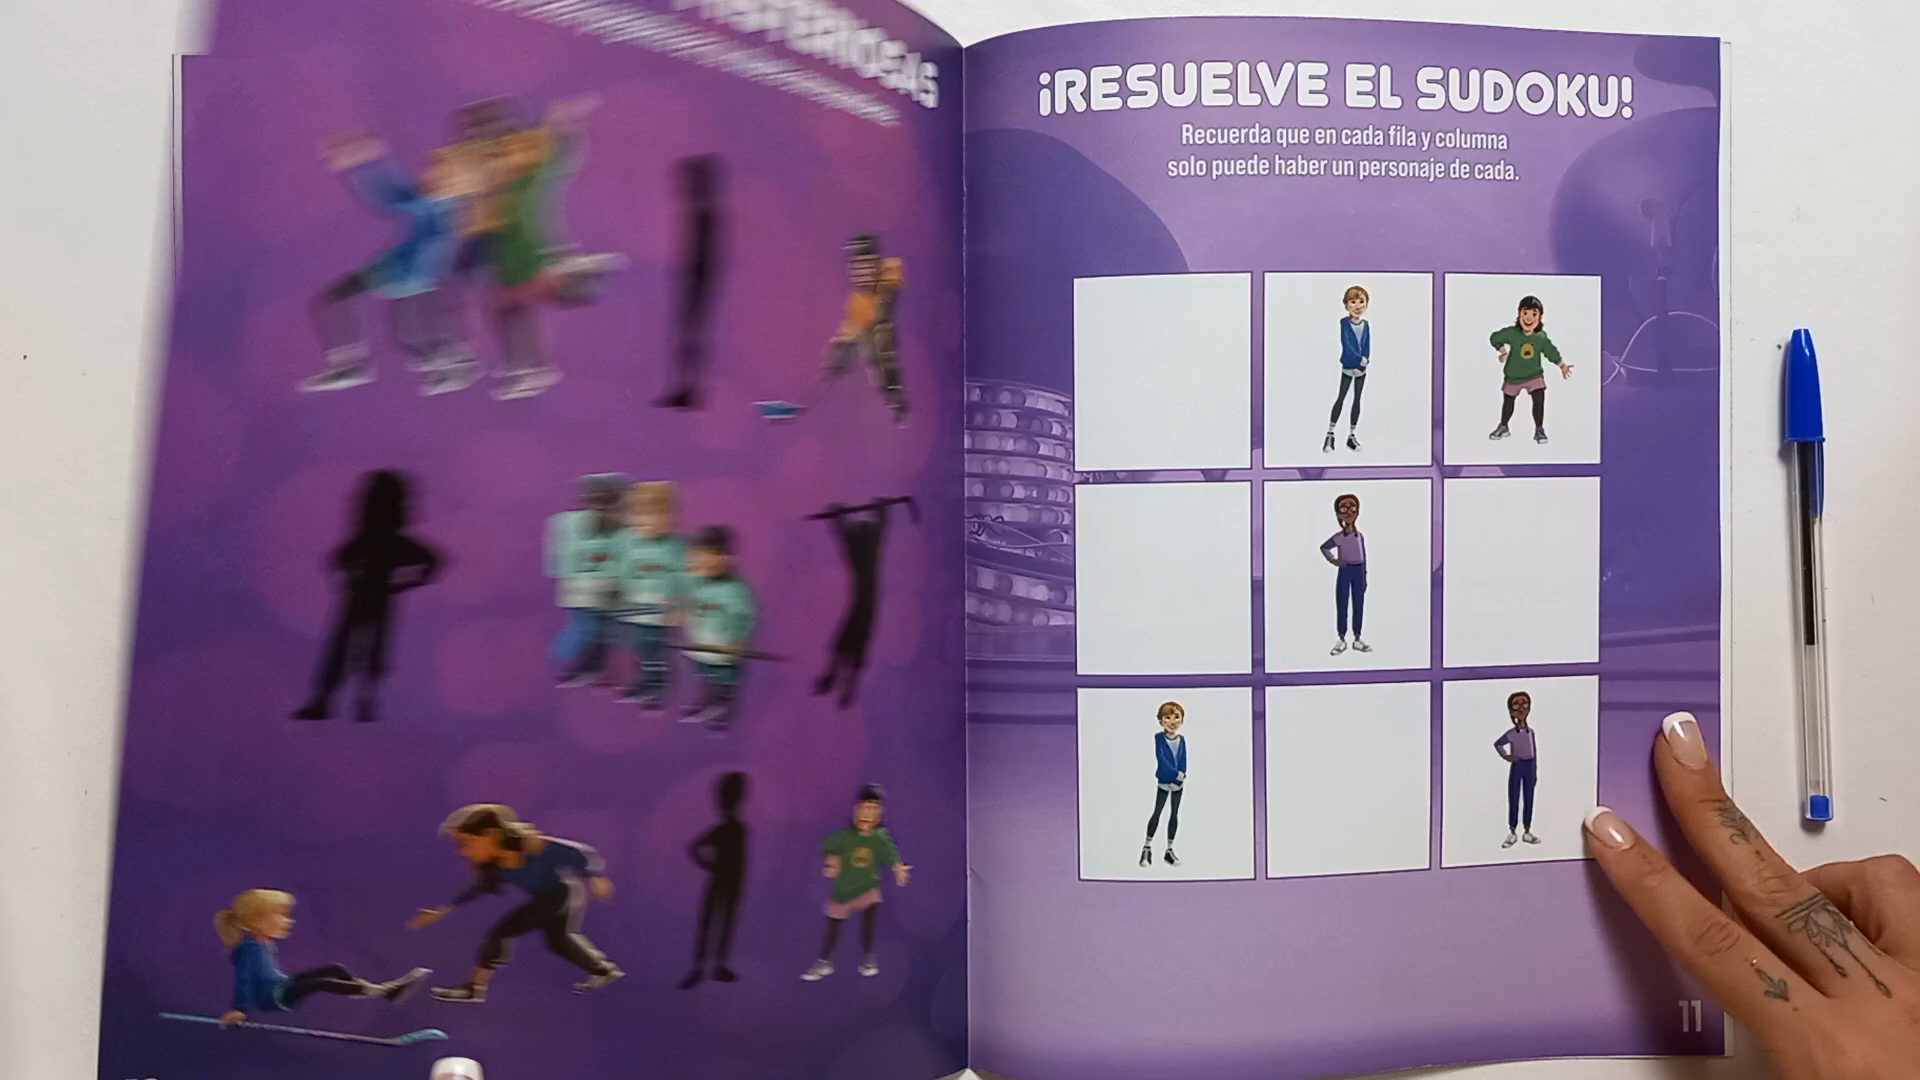 ¡RESUELVE EL SUDOKU!
Recuerda que en cada fila y columna
solo puede haber un personaje de cada.
11